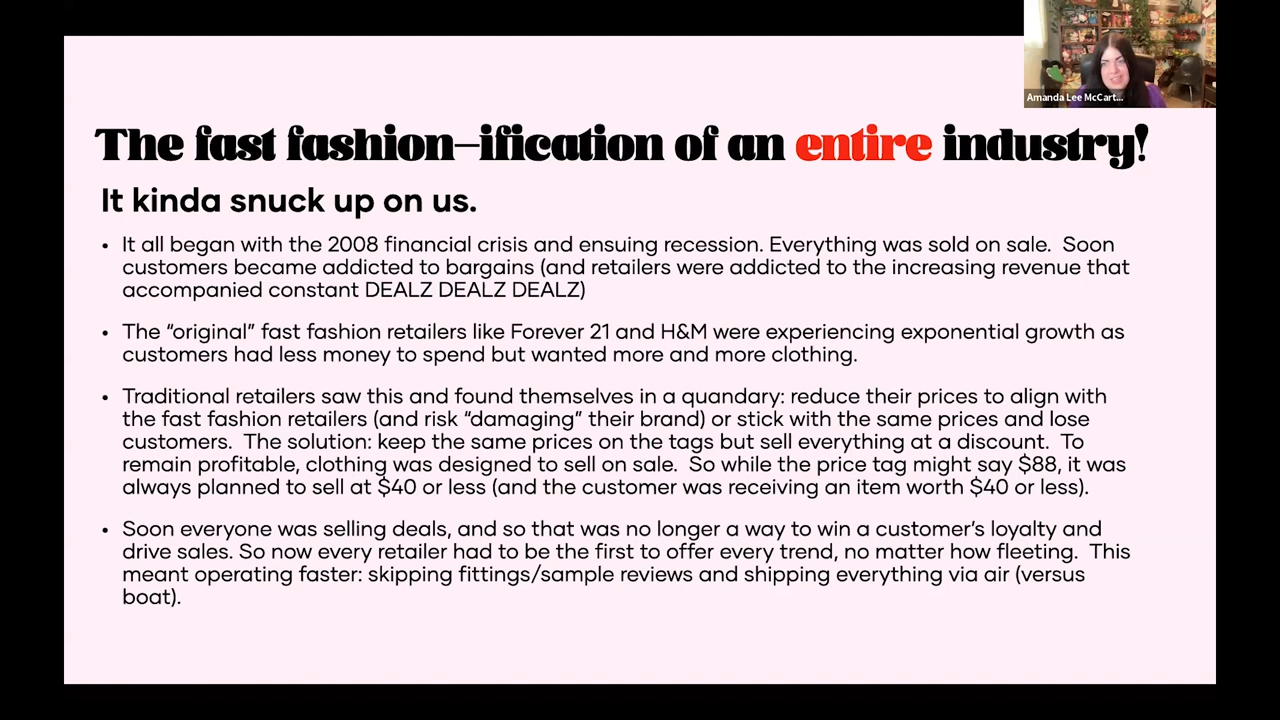 Amanda Lee McCart...
The fast fashion–ification of an entire industry!
It kinda snuck up on us.
• It all began with the 2008 financial crisis and ensuing recession. Everything was sold on sale.  Soon
customers became addicted to bargains (and retailers were addicted to the increasing revenue that
accompanied constant DEALZ DEALZ DEALZ)
• The “original” fast fashion retailers like Forever 21 and H&M were experiencing exponential growth as
customers had less money to spend but wanted more and more clothing.
• Traditional retailers saw this and found themselves in a quandary: reduce their prices to align with
the fast fashion retailers (and risk “damaging” their brand) or stick with the same prices and lose
customers.  The solution: keep the same prices on the tags but sell everything at a discount.  To
remain profitable, clothing was designed to sell on sale.  So while the price tag might say $88, it was
always planned to sell at $40 or less (and the customer was receiving an item worth $40 or less).
• Soon everyone was selling deals, and so that was no longer a way to win a customer’s loyalty and
drive sales. So now every retailer had to be the first to offer every trend, no matter how fleeting.  This
meant operating faster: skipping fittings/sample reviews and shipping everything via air (versus
boat).